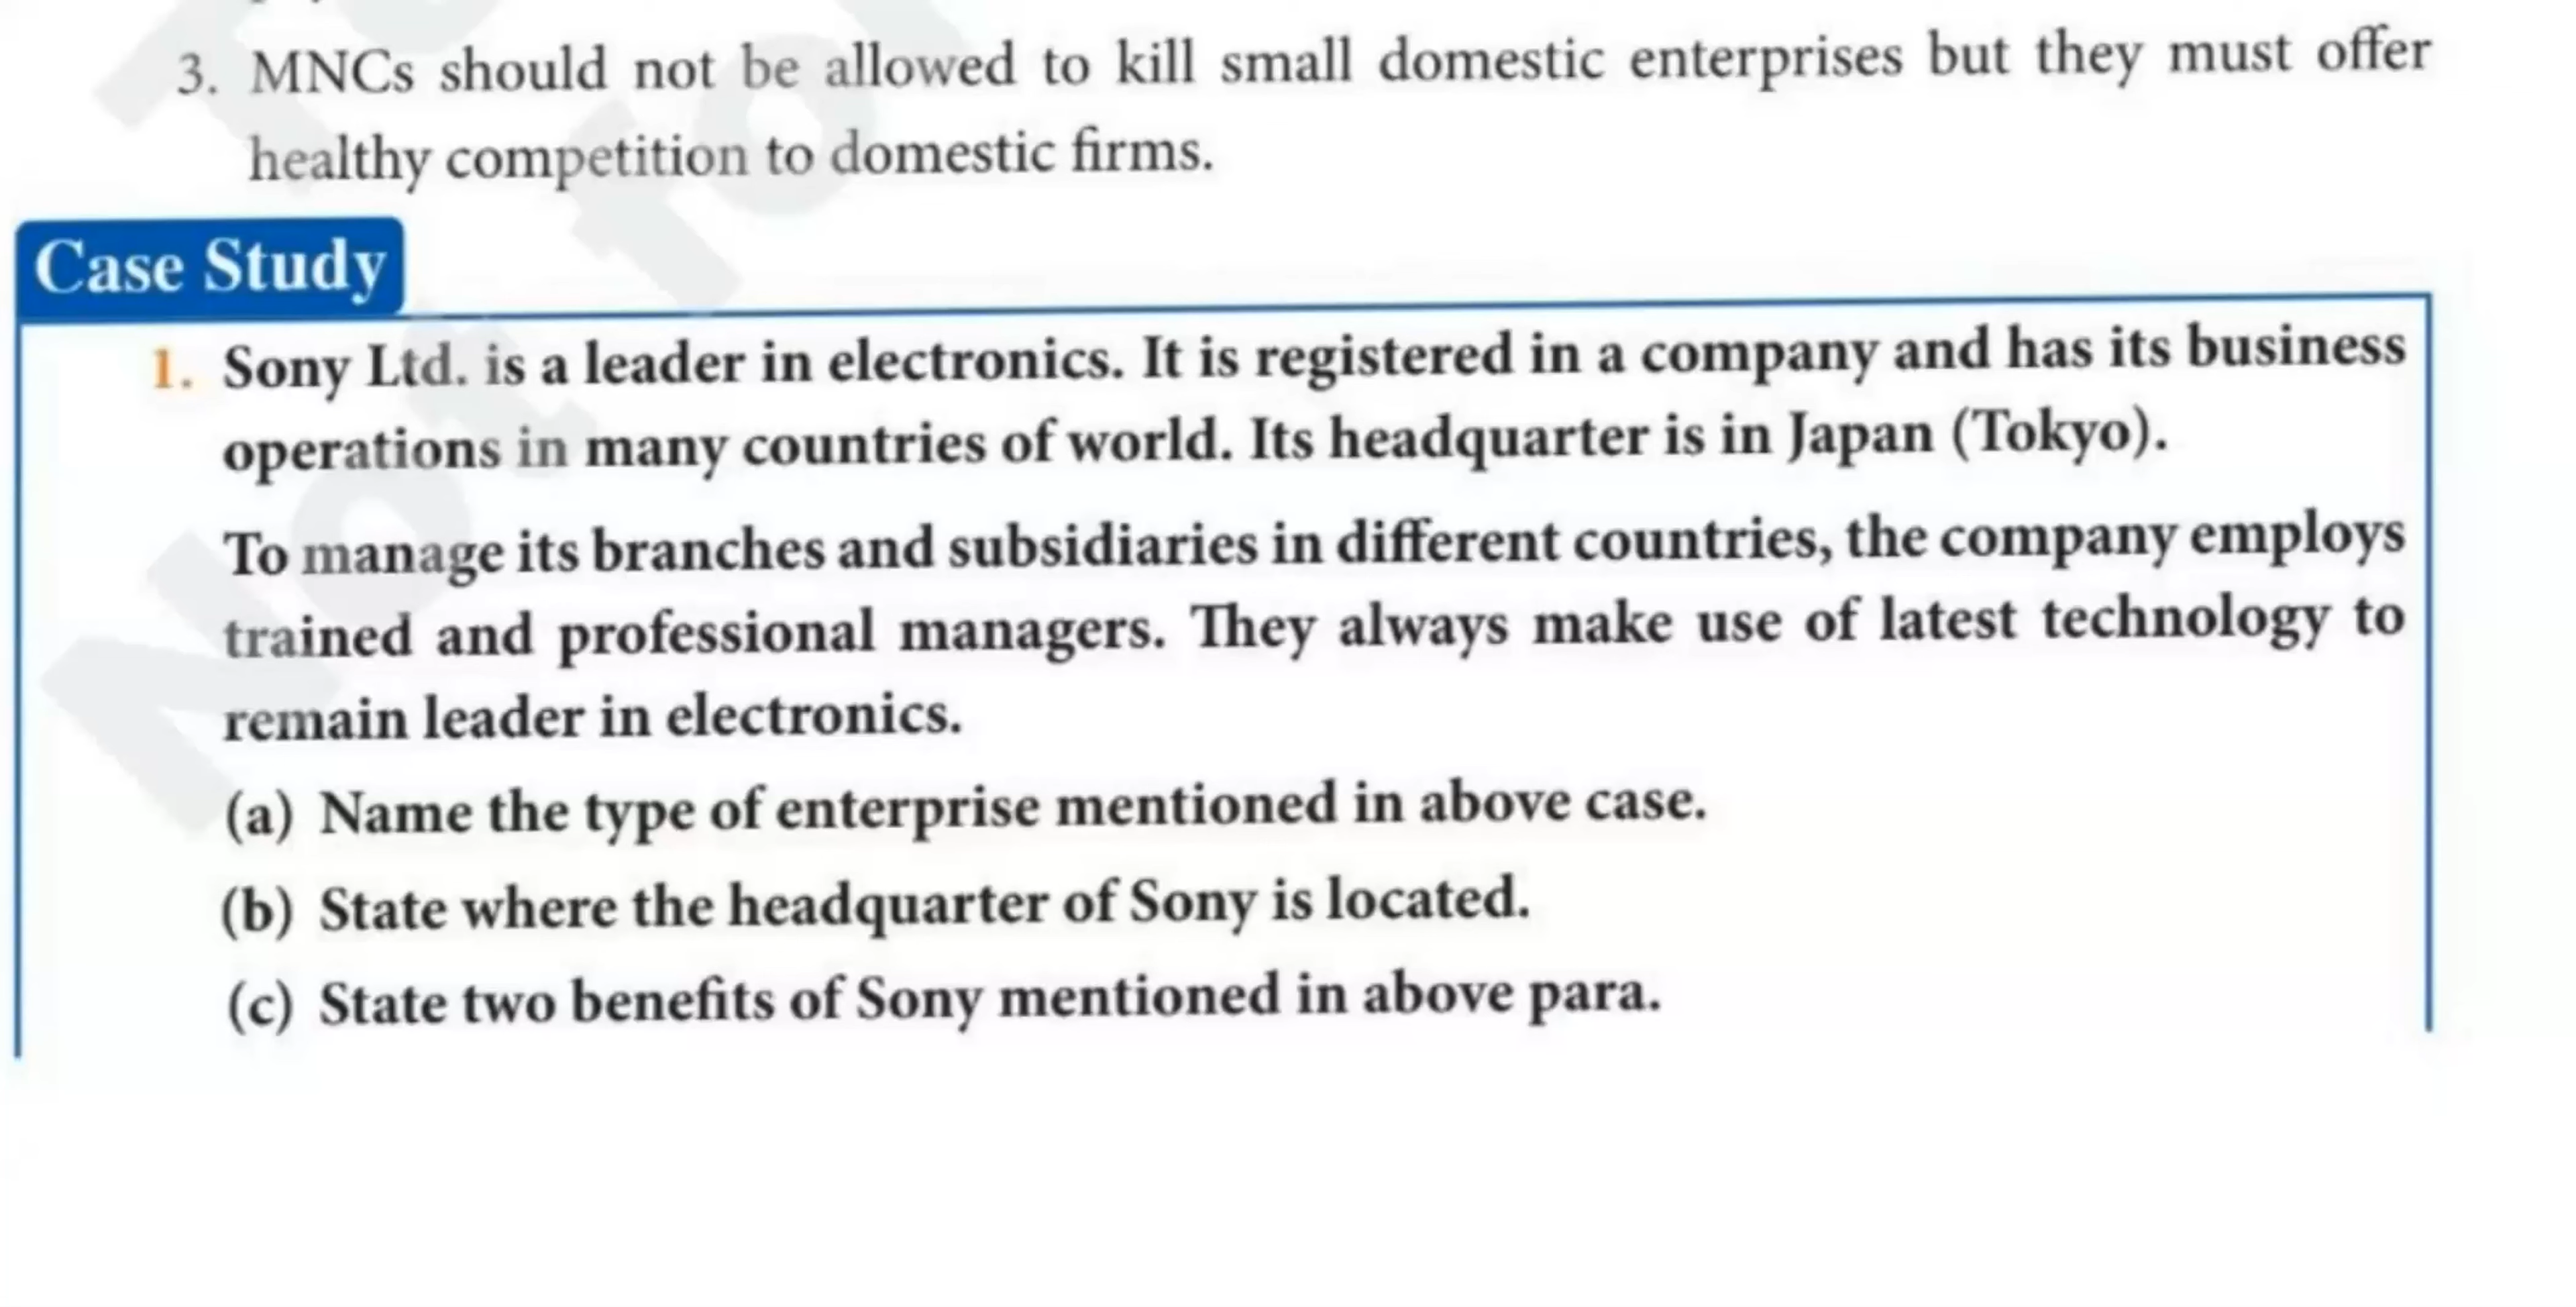 3. MNCs should not be allowed to kill small domestic enterprises but they must offer
healthy competition to domestic firms.
Case Study
1. Sony Ltd. is a leader in electronics. It is registered in a company and has its business
operations in many countries of world. Its headquarter is in Japan (Tokyo).
To manage its branches and subsidiaries in different countries, the company employs
trained and professional managers. They always make use of latest technology to
remain leader in electronics.
(a) Name the type of enterprise mentioned in above case.
(b) State where the headquarter of Sony is located.
(c) State two benefits of Sony mentioned in above para.